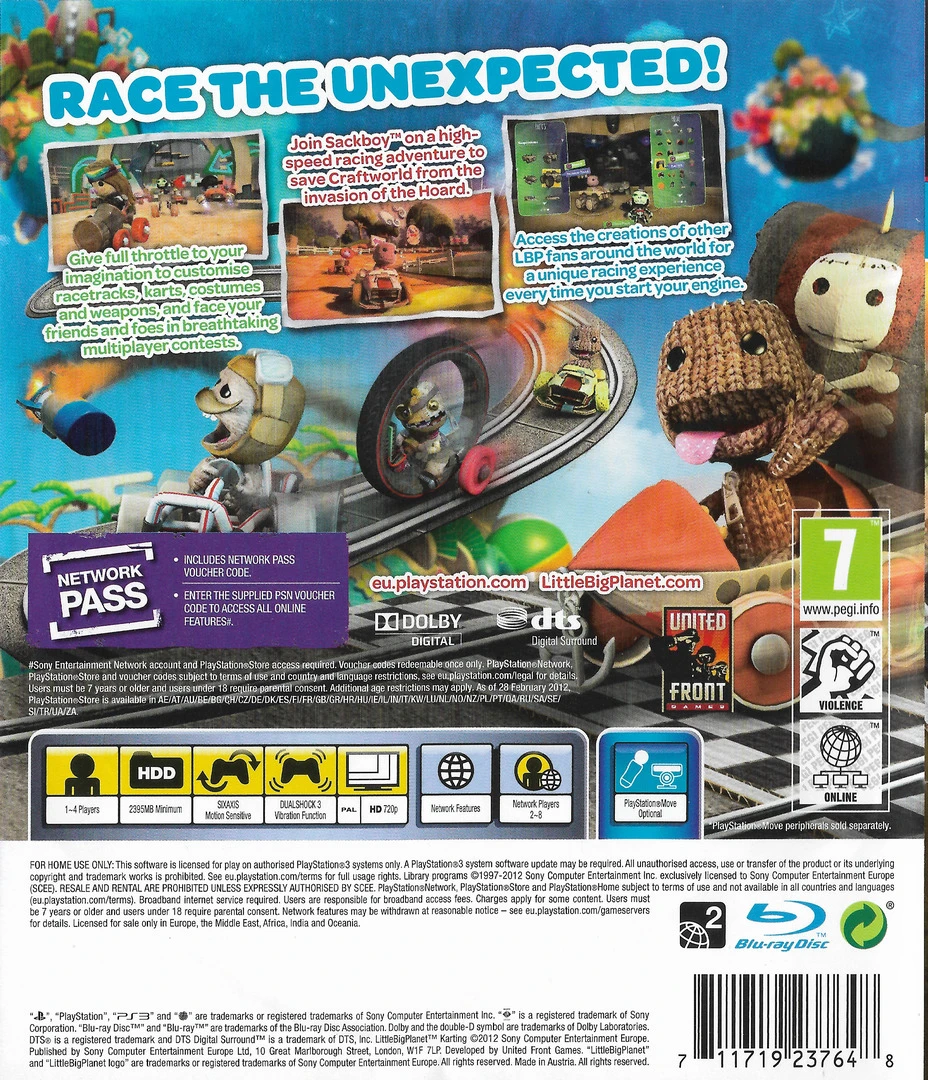 RACE THE UNEXPECTED!
Join Sackboy™ on a high-
speed racing adventure to
save Craftworld from the
invasion of the Hoard.
Give full throttle to your
imagination to customise
racetracks, karts, costumes
and weapons, and face your
friends and foes in breathtaking
multiplayer contests.
Access the creations of other
LBP fans around the world for
a unique racing experience
every time you start your engine.
NETWORK
PASS
• INCLUDES NETWORK PASS
VOUCHER CODE.
• ENTER THE SUPPLIED PSN VOUCHER
CODE TO ACCESS ALL ONLINE
FEATURES#.
eu.playstation.com LittleBigPlanet.com
DOLBY
DIGITAL
dts
Digital Surround
UNITED
FRONT
GAMES
7
™
www.pegi.info
™
VIOLENCE
™
ONLINE
#Sony Entertainment Network account and PlayStation®Store access required. Voucher codes redeemable once only. PlayStation®Network,
PlayStation®Store and voucher codes subject to terms of use and country and language restrictions, see eu.playstation.com/legal for details.
Users must be 7 years or older and users under 18 require parental consent. Additional age restrictions may apply. As of 28 February 2012,
PlayStation®Store is available in AE/AT/AU/BE/BG/CH/CZ/DE/DK/ES/FI/FR/GB/GR/HR/HU/IE/IL/IN/IT/KW/LU/NL/NO/NZ/PL/PT/QA/RU/SA/SE/
SI/TR/UA/ZA.
1~4 Players
HDD
2395MB Minimum
SIXAXIS
Motion Sensitive
DUALSHOCK 3
Vibration Function
PAL
HD 720p
Network Features
Network Players
2~8
PlayStation®Move
Optional
*PlayStation®Move peripherals sold separately.
FOR HOME USE ONLY: This software is licensed for play on authorised PlayStation®3 systems only. A PlayStation®3 system software update may be required. All unauthorised access, use or transfer of the product or its underlying
copyright and trademark works is prohibited. See eu.playstation.com/terms for full usage rights. Library programs ©1997-2012 Sony Computer Entertainment Inc. exclusively licensed to Sony Computer Entertainment Europe
(SCEE). RESALE AND RENTAL ARE PROHIBITED UNLESS EXPRESSLY AUTHORISED BY SCEE. PlayStation®Network, PlayStation®Store and PlayStation®Home subject to terms of use and not available in all countries and languages
(eu.playstation.com/terms). Broadband internet service required. Users are responsible for broadband access fees. Charges apply for some content. Users must
be 7 years or older and users under 18 require parental consent. Network features may be withdrawn at reasonable notice – see eu.playstation.com/gameservers
for details. Licensed for sale only in Europe, the Middle East, Africa, India and Oceania.
2
Blu-ray Disc™
®
"", "PlayStation", "PS3" and "" are trademarks or registered trademarks of Sony Computer Entertainment Inc. "" is a registered trademark of Sony
Corporation. "Blu-ray Disc™" and "Blu-ray™" are trademarks of the Blu-ray Disc Association. Dolby and the double-D symbol are trademarks of Dolby Laboratories.
DTS® is a registered trademark and DTS Digital Surround™ is a trademark of DTS, Inc. LittleBigPlanet™ Karting ©2012 Sony Computer Entertainment Europe.
Published by Sony Computer Entertainment Europe Ltd, 10 Great Marlborough Street, London, W1F 7LP. Developed by United Front Games. "LittleBigPlanet"
and "LittleBigPlanet logo" are trademarks or registered trademarks of Sony Computer Entertainment Europe. All rights reserved. Made in Austria. All rights reserved.
7 11719 23764 8